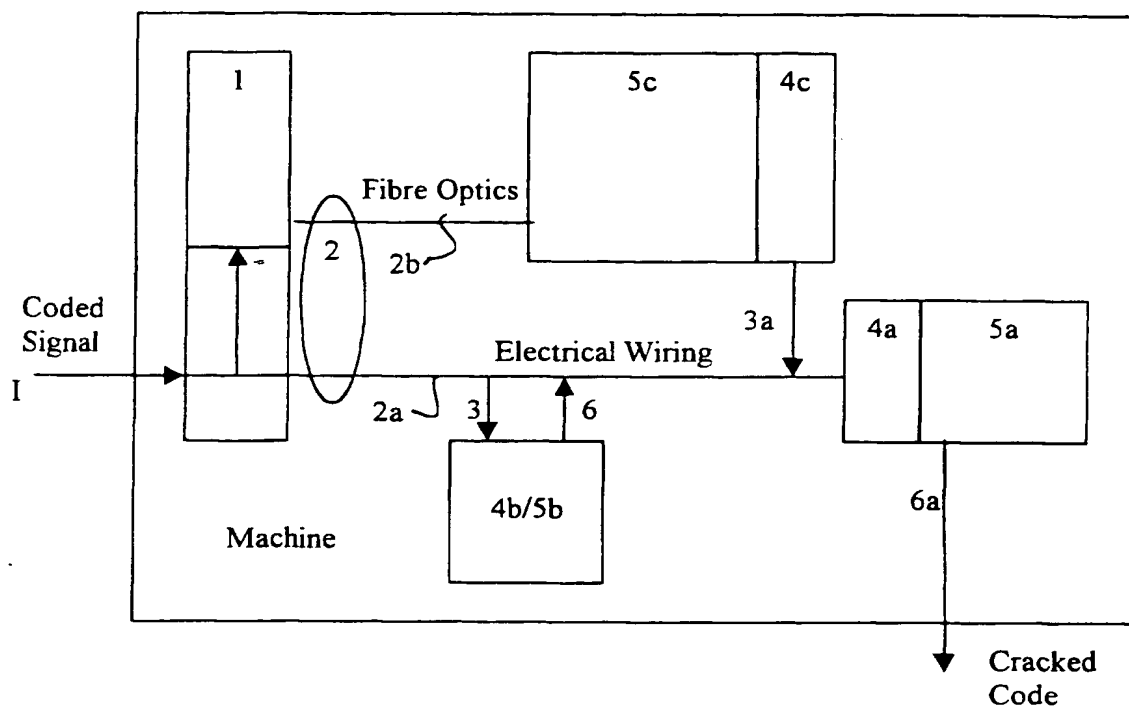 1
5c
4c
Fibre Optics
2
2b
Coded
Signal
3a
4a
5a
Electrical Wiring
I
2a
3
6
4b/5b
6a
Machine
Cracked
Code